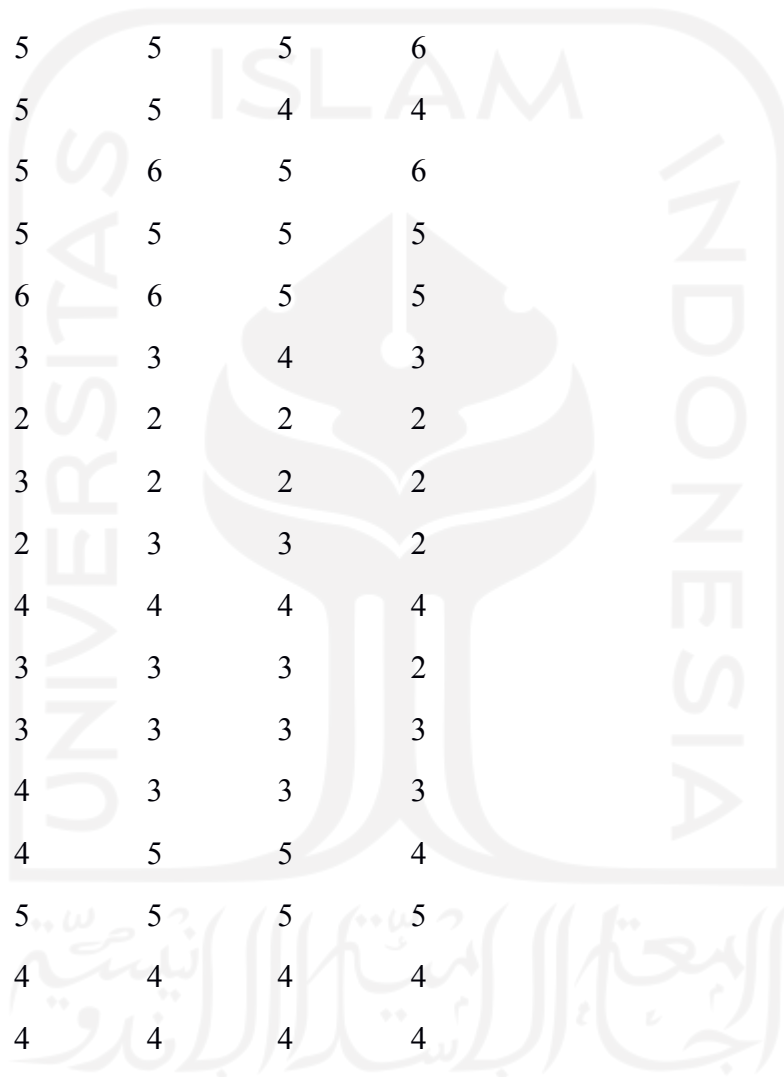 5 5 5 6
5 5 4 4
5 6 5 6
5 5 5 5
6 6 5 5
3 3 4 3
2 2 2 2
3 2 2 2
2 3 3 2
4 4 4 4
3 3 3 2
3 3 3 3
4 3 3 3
4 5 5 4
5 5 5 5
4 4 4 4
4 4 4 4
ISLAM
UNIVERSITAS
INDONESIA